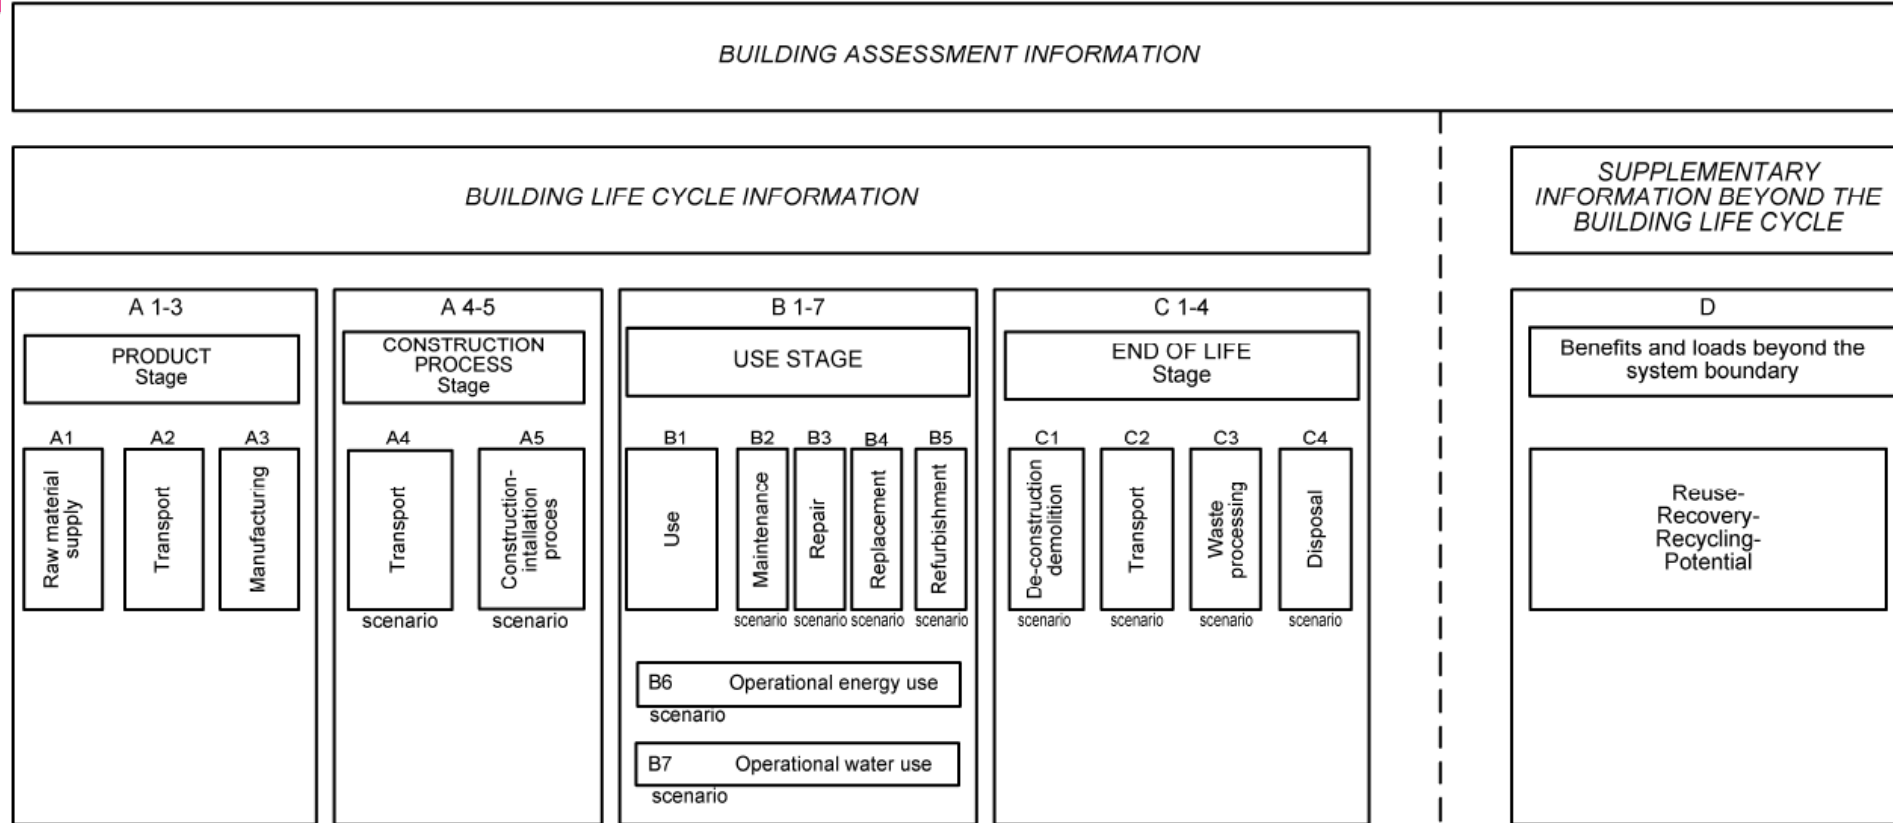 BUILDING ASSESSMENT INFORMATION
BUILDING LIFE CYCLE INFORMATION
SUPPLEMENTARY
INFORMATION BEYOND THE
BUILDING LIFE CYCLE
A 1-3
PRODUCT
Stage
A1
Raw material
supply
A2
Transport
A3
Manufacturing
A 4-5
CONSTRUCTION
PROCESS
Stage
A4
Transport
scenario
A5
Construction-
intallation
proces
scenario
B 1-7
USE STAGE
B1
Use
B2
Maintenance
scenario
B3
Repair
scenario
B4
Replacement
scenario
B5
Refurbishment
scenario
B6 Operational energy use
scenario
B7 Operational water use
scenario
C 1-4
END OF LIFE
Stage
C1
De-construction
demolition
scenario
C2
Transport
scenario
C3
Waste
processing
scenario
C4
Disposal
scenario
D
Benefits and loads beyond the
system boundary
Reuse-
Recovery-
Recycling-
Potential